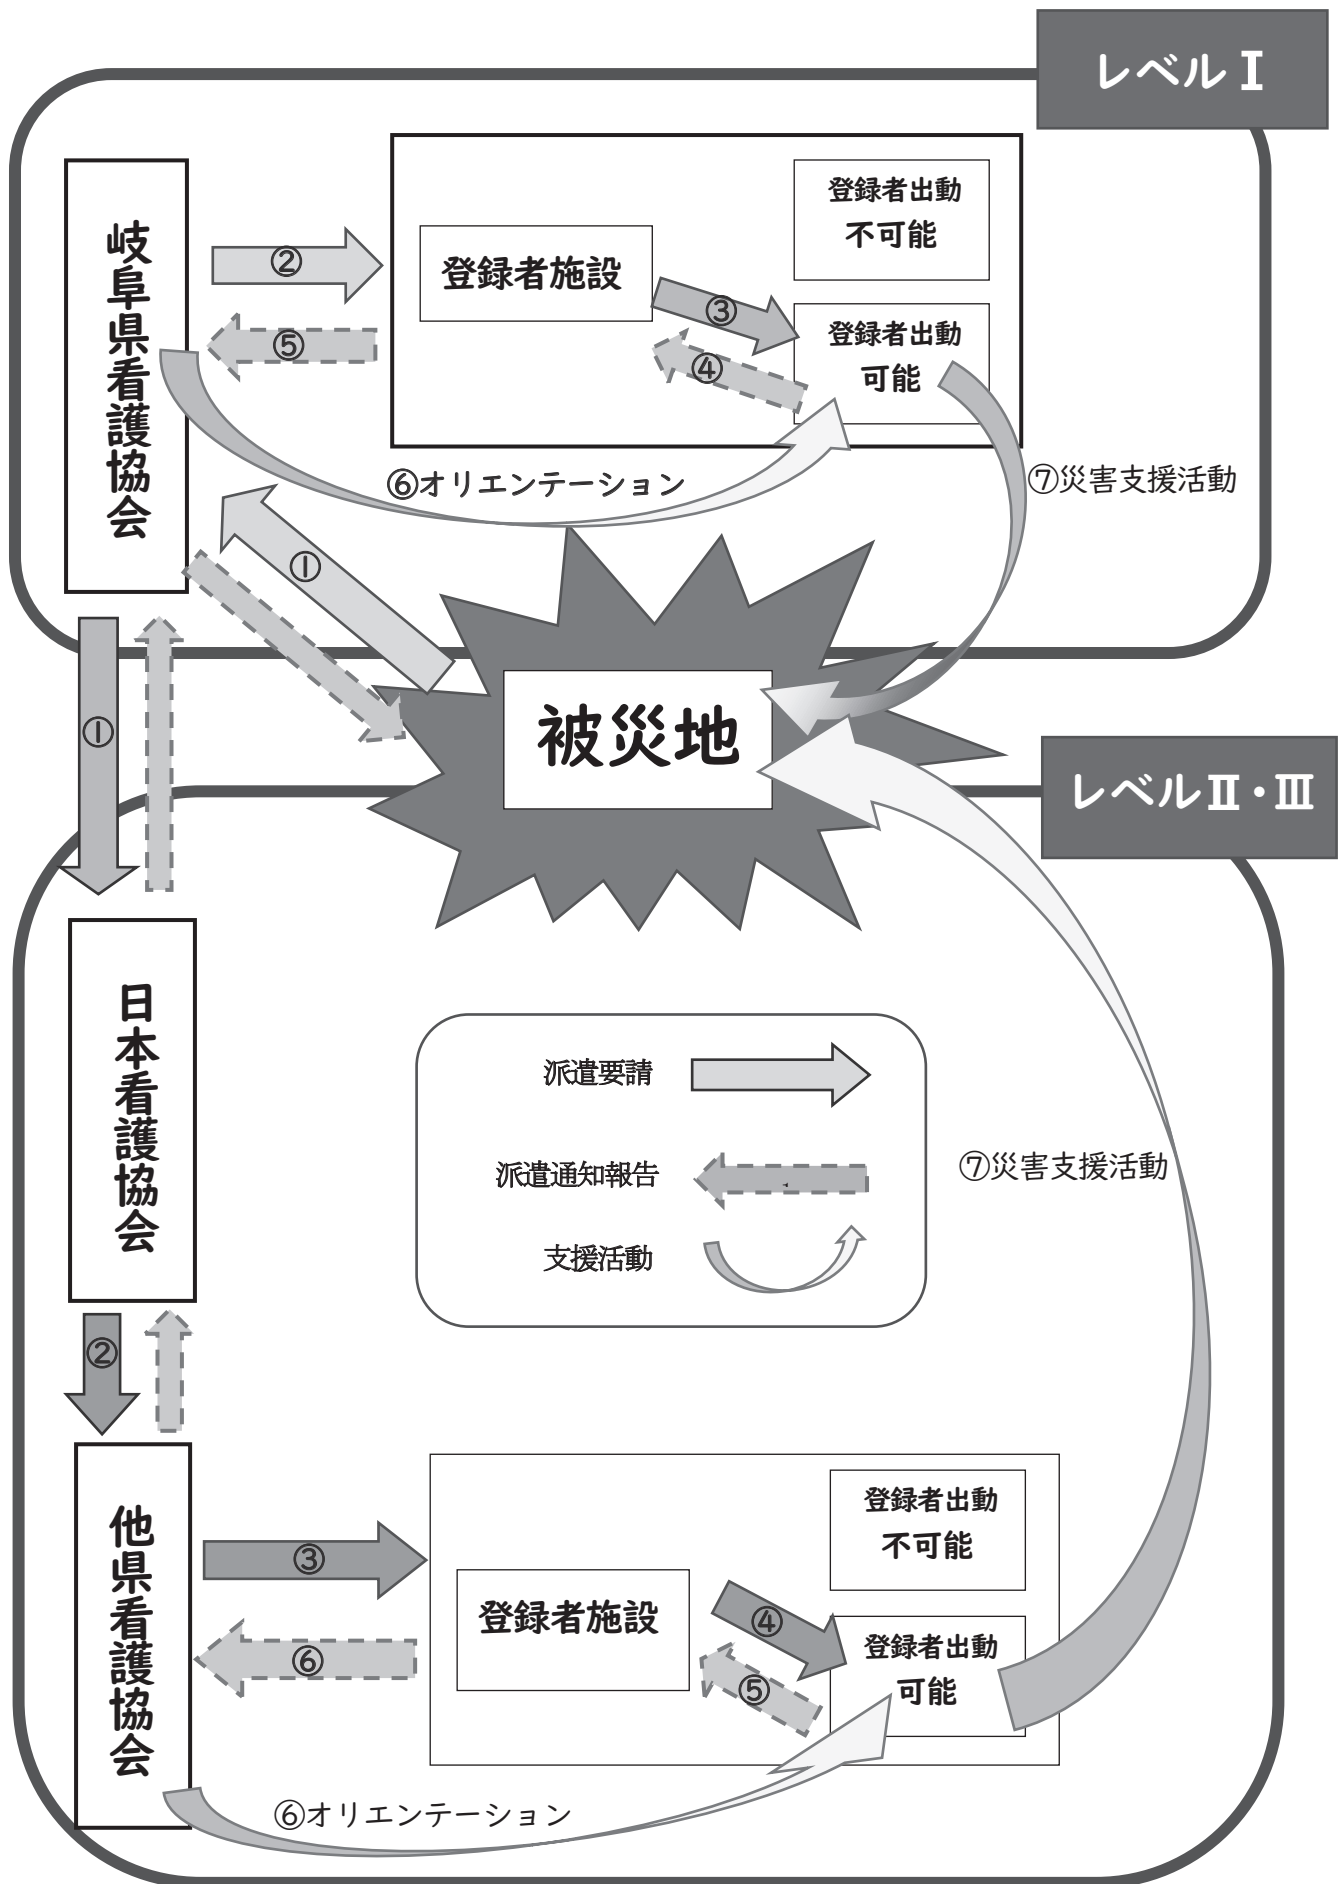 レベルⅠ
岐阜県看護協会
②
⑤
登録者施設
③
④
登録者出動
不可能
登録者出動
可能
⑥オリエンテーション
⑦災害支援活動
①
①
被災地
レベルⅡ・Ⅲ
日本看護協会
派遣要請
派遣通知報告
支援活動
⑦災害支援活動
②
他県看護協会
③
⑥
登録者施設
④
⑤
登録者出動
不可能
登録者出動
可能
⑥オリエンテーション